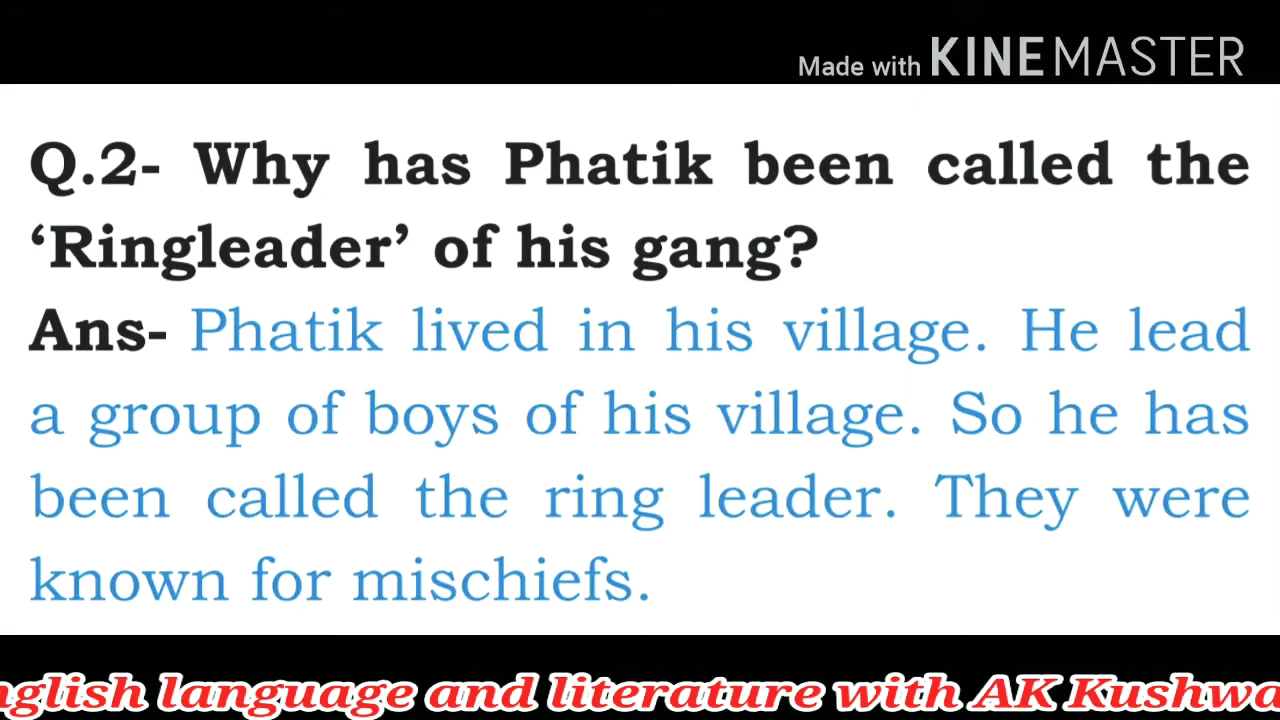 Made with KINEMASTER
Q.2- Why has Phatik been called the
‘Ringleader’ of his gang?
Ans- Phatik lived in his village. He lead
a group of boys of his village. So he has
been called the ring leader. They were
known for mischiefs.
nglish language and literature with AK Kushwa